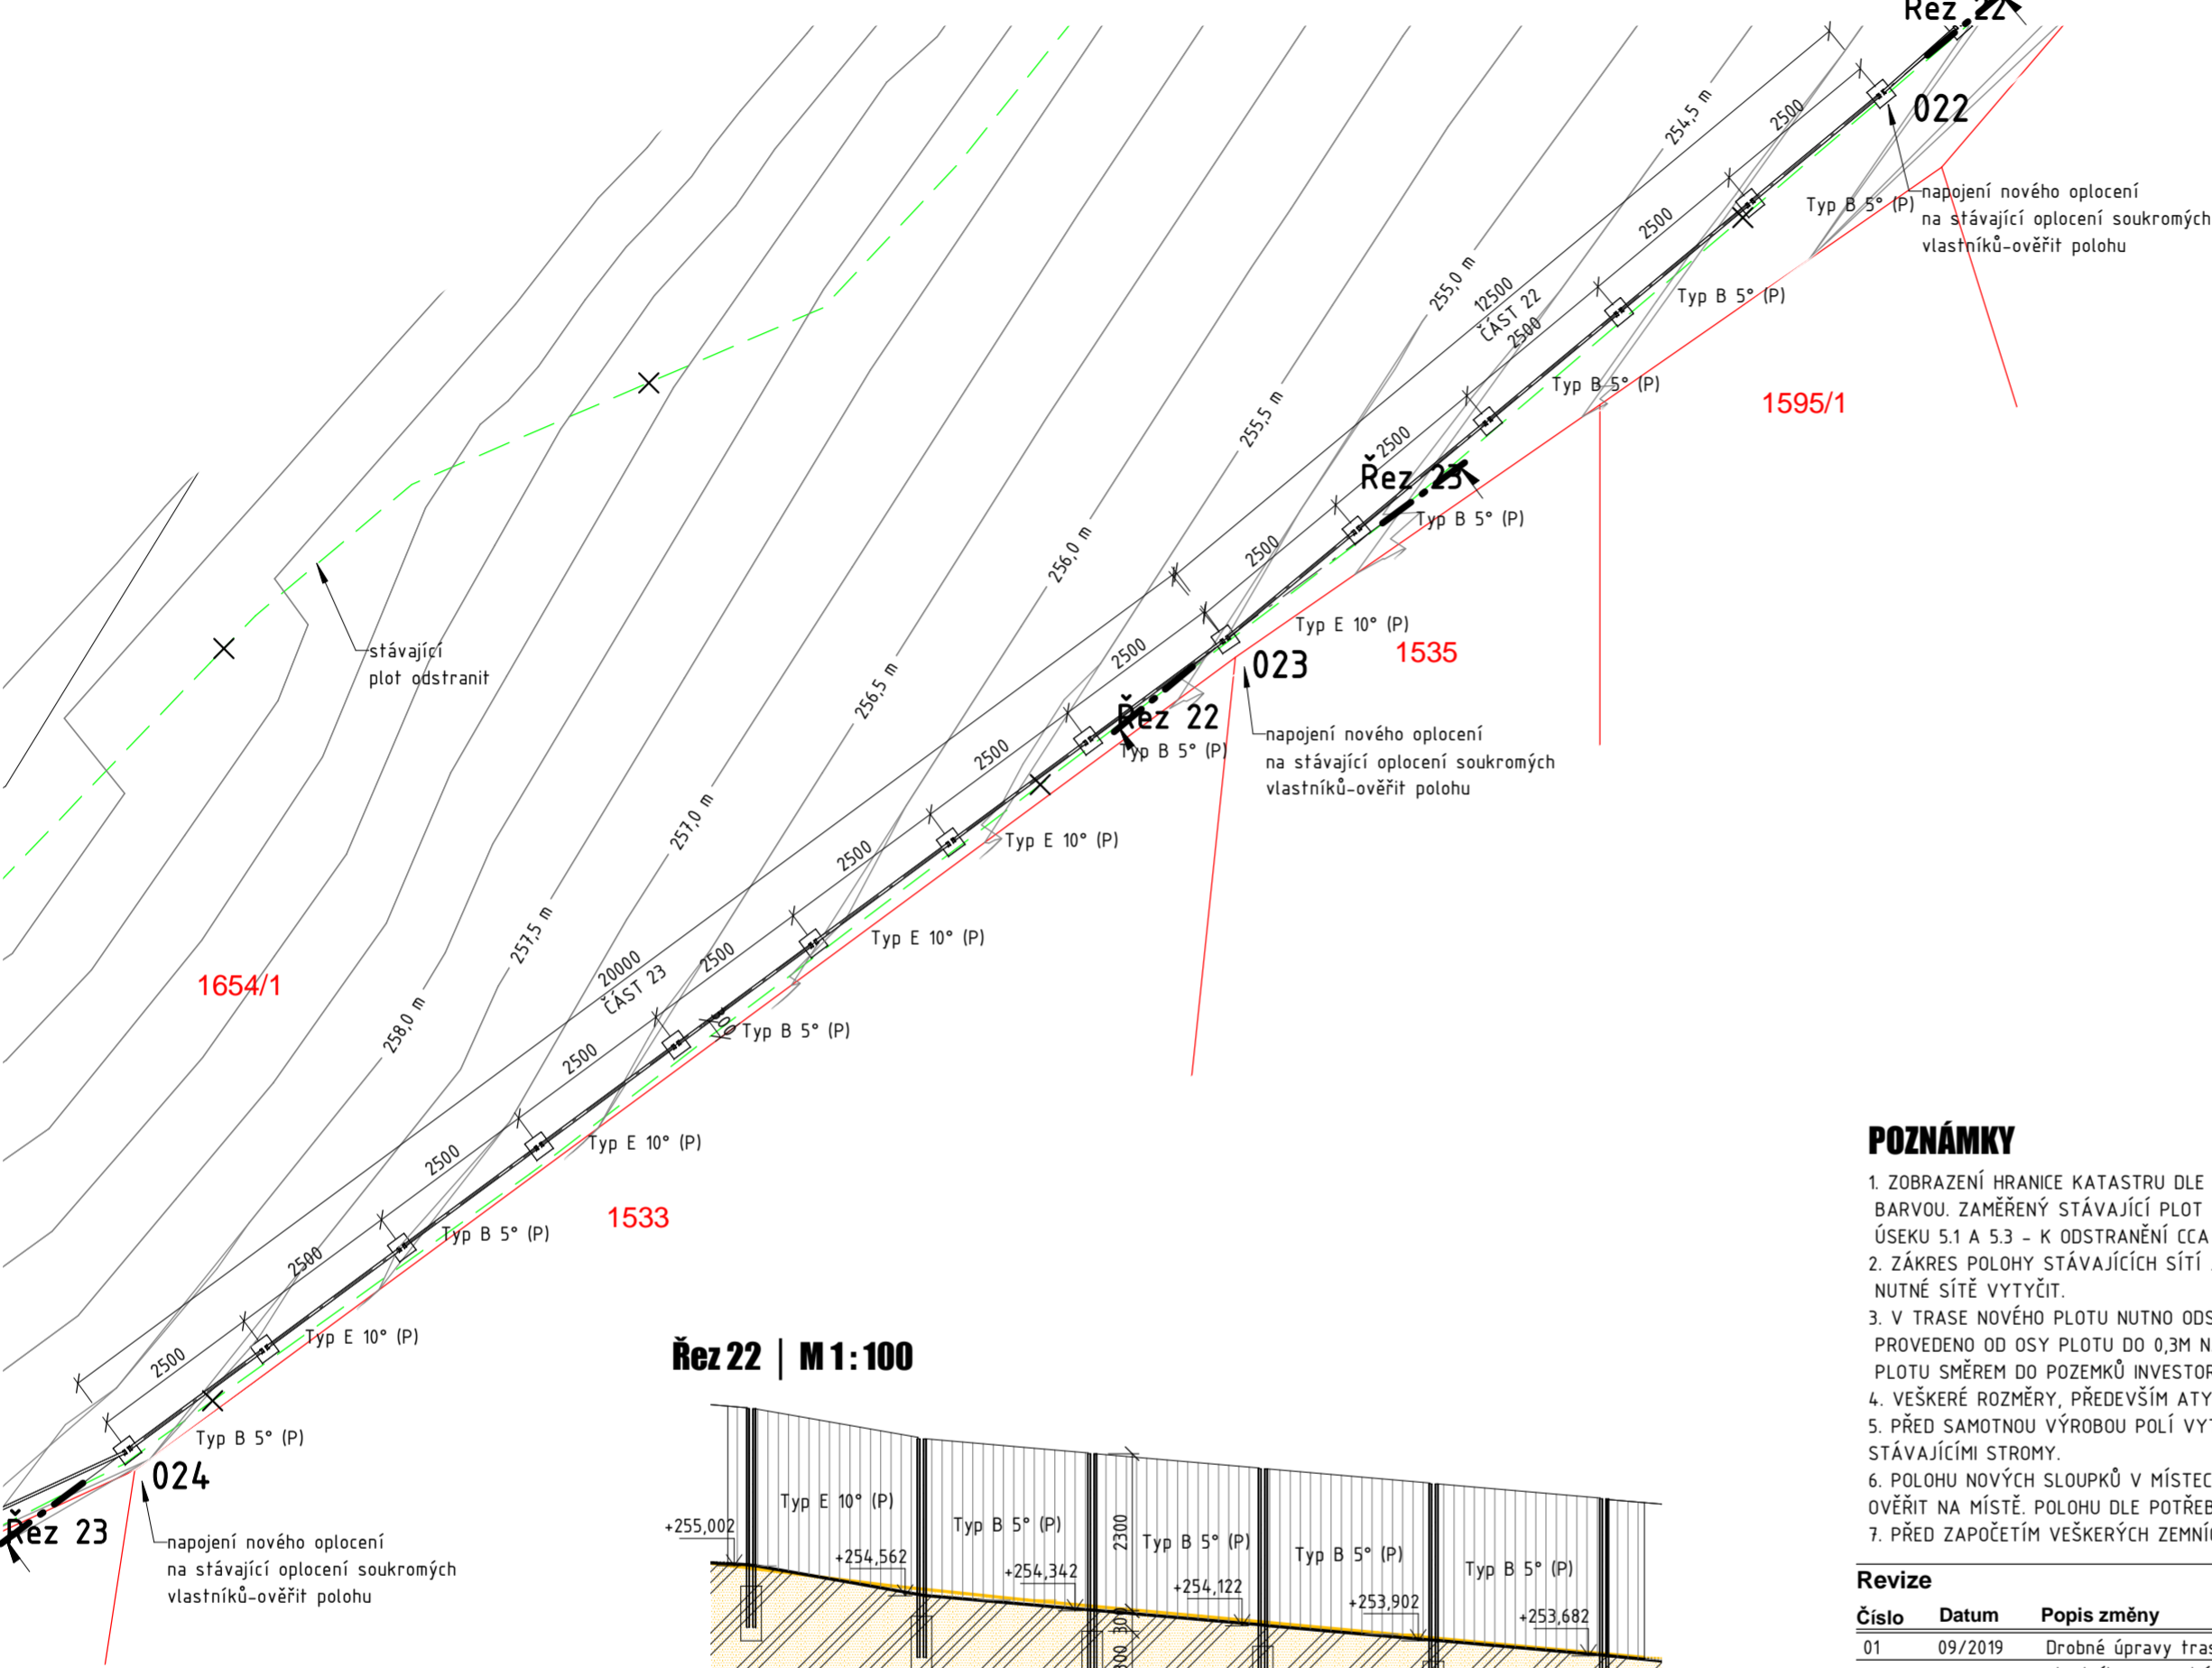 Řez 22
022
napojení nového oplocení
na stávající oplocení soukromých
vlastníků-ověřit polohu
254,5 m
2500
Typ B 5° (P)
2500
Typ B 5° (P)
255,0 m
12500
ČÁST 22
2500
Typ B 5° (P)
1595/1
255,5 m
2500
Řez 23
Typ B 5° (P)
256,0 m
2500
Typ E 10° (P)
1535
023
stávající
plot odstranit
2500
256,5 m
Řez 22
Typ B 5° (P)
napojení nového oplocení
na stávající oplocení soukromých
vlastníků-ověřit polohu
2500
257,0 m
Typ E 10° (P)
2500
257,5 m
Typ E 10° (P)
20000
ČÁST 23
2500
1654/1
258,0 m
Typ B 5° (P)
2500
Typ E 10° (P)
2500
1533
Typ B 5° (P)
2500
Typ E 10° (P)
2500
Typ B 5° (P)
024
Řez 23
napojení nového oplocení
na stávající oplocení soukromých
vlastníků-ověřit polohu
Řez 22 | M 1:100
Typ E 10° (P)
Typ B 5° (P)
Typ B 5° (P)
Typ B 5° (P)
Typ B 5° (P)
2300
300
+255,002
+254,562
+254,342
+254,122
+253,902
+253,682
POZNÁMKY
1. ZOBRAZENÍ HRANICE KATASTRU DLE
BARVOU. ZAMĚŘENÝ STÁVAJÍCÍ PLOT
ÚSEKU 5.1 A 5.3 - K ODSTRANĚNÍ CCA
2. ZÁKRES POLOHY STÁVAJÍCÍCH SÍTÍ
NUTNÉ SÍTĚ VYTYČIT.
3. V TRASE NOVÉHO PLOTU NUTNO ODS
PROVEDENO OD OSY PLOTU DO 0,3M N
PLOTU SMĚREM DO POZEMKŮ INVESTOR
4. VEŠKERÉ ROZMĚRY, PŘEDEVŠÍM ATY
5. PŘED SAMOTNOU VÝROBOU POLÍ VYT
STÁVAJÍCÍMI STROMY.
6. POLOHU NOVÝCH SLOUPKŮ V MÍSTEC
OVĚŘIT NA MÍSTĚ. POLOHU DLE POTŘEB
7. PŘED ZAPOČETÍM VEŠKERÝCH ZEMNÍC
Revize
Číslo Datum Popis změny
01 09/2019 Drobné úpravy tras